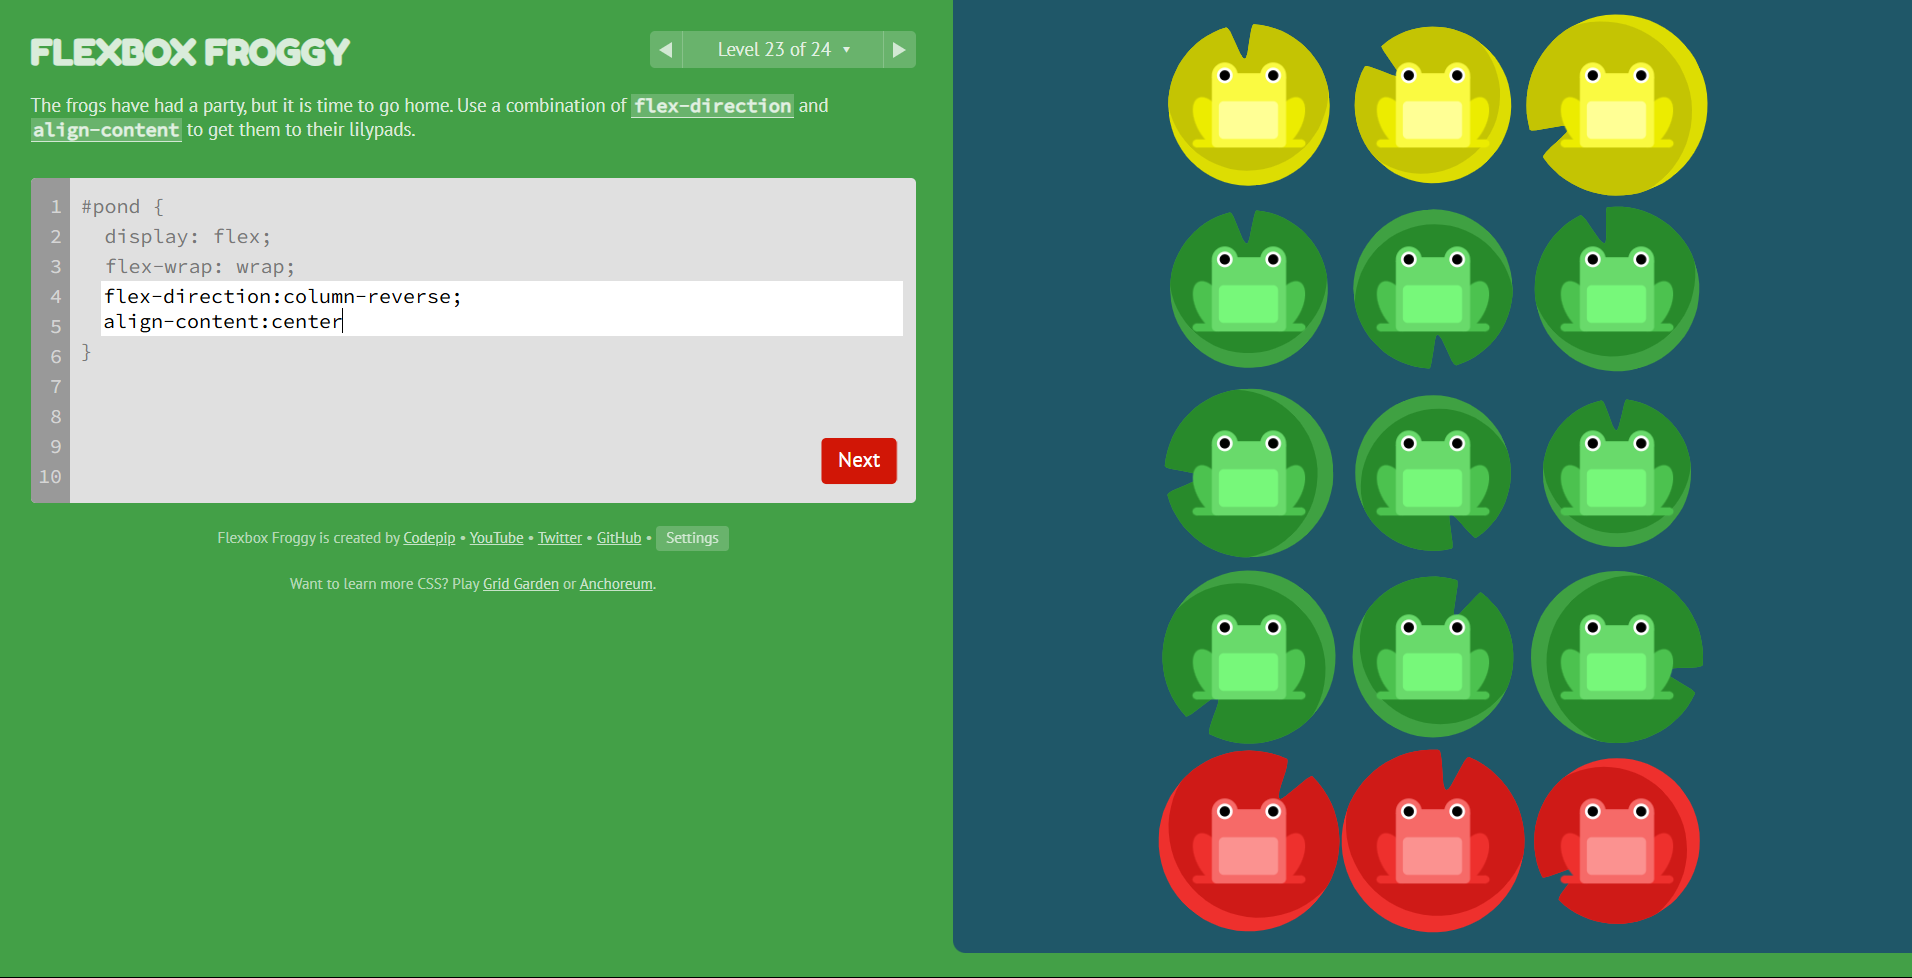 FLEXBOX FROGGY
◀ Level 23 of 24 ▼ ▶
The frogs have had a party, but it is time to go home. Use a combination of flex-direction and
align-content to get them to their lilypads.
1 #pond {
2 display: flex;
3 flex-wrap: wrap;
4 flex-direction:column-reverse;
5 align-content:center
6 }
7
8
9
10
Next
Flexbox Froggy is created by Codepip • YouTube • Twitter • GitHub • Settings
Want to learn more CSS? Play Grid Garden or Anchoreum.